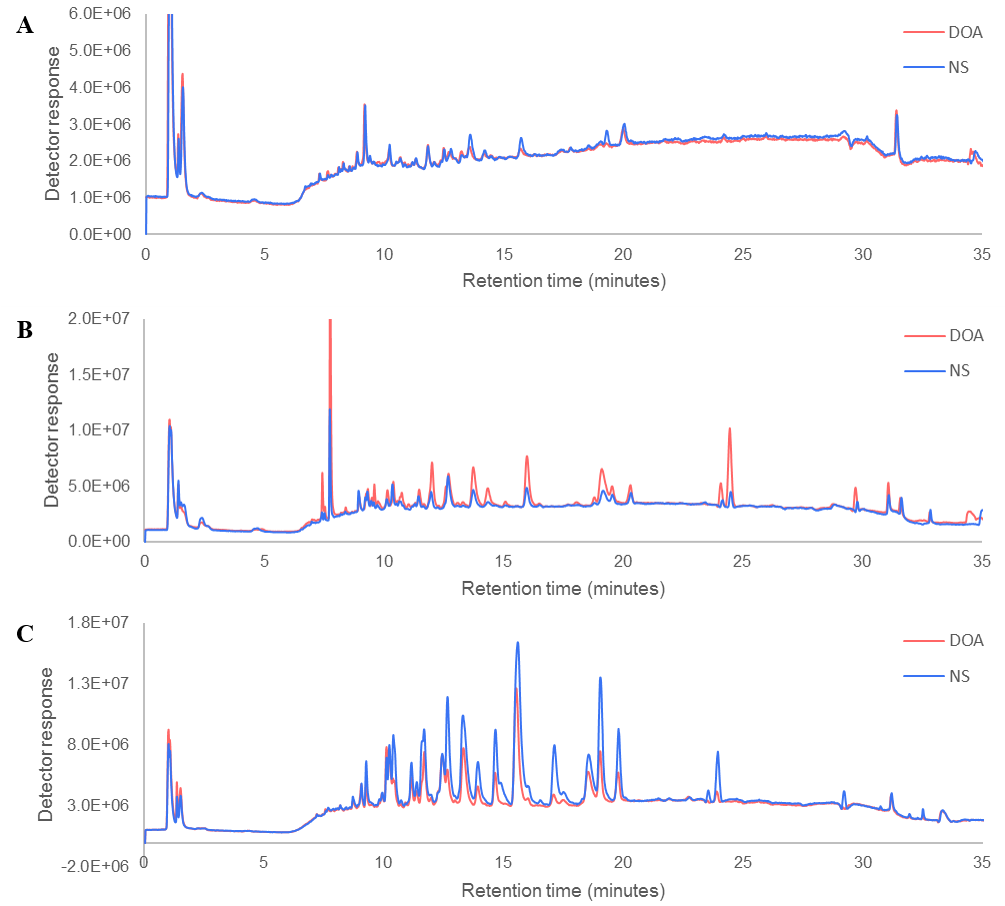 A
6.0E+06
5.0E+06
4.0E+06
3.0E+06
2.0E+06
1.0E+06
0.0E+00
Detector response
DOA
NS
0 5 10 15 20 25 30 35
Retention time (minutes)
B
2.0E+07
1.5E+07
1.0E+07
5.0E+06
0.0E+00
Detector response
DOA
NS
0 5 10 15 20 25 30 35
Retention time (minutes)
C
1.8E+07
1.3E+07
8.0E+06
3.0E+06
-2.0E+06
Detector response
DOA
NS
0 5 10 15 20 25 30 35
Retention time (minutes)